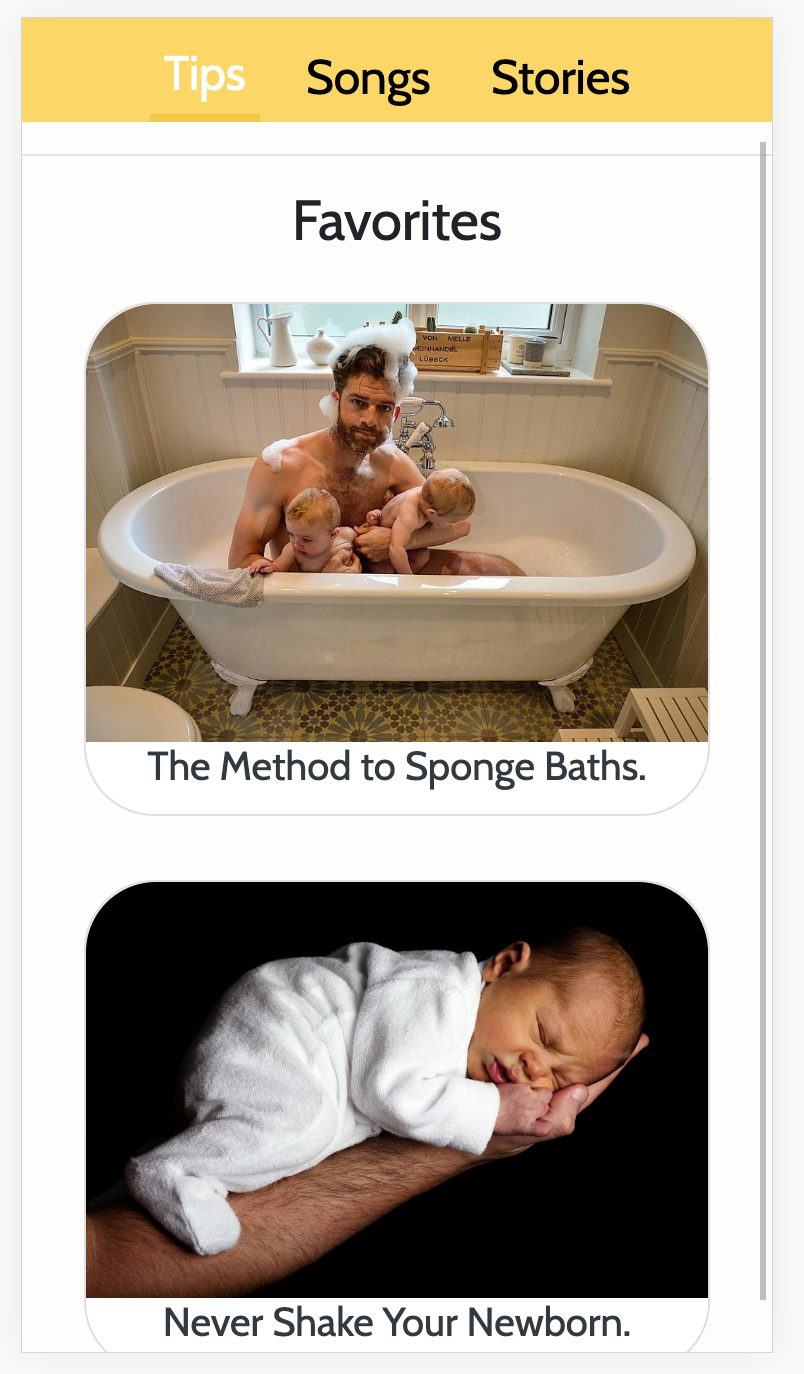 Tips Songs Stories
Favorites
VON MELLE
WEINHANDEL
LÜBECK
The Method to Sponge Baths.
Never Shake Your Newborn.